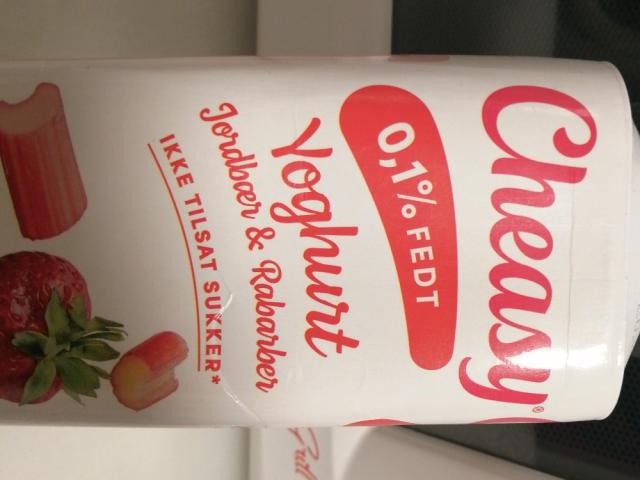 Cheasy®
0,1% FEDT
Yoghurt
Jordbær & Rabarber
IKKE TILSAT SUKKER*